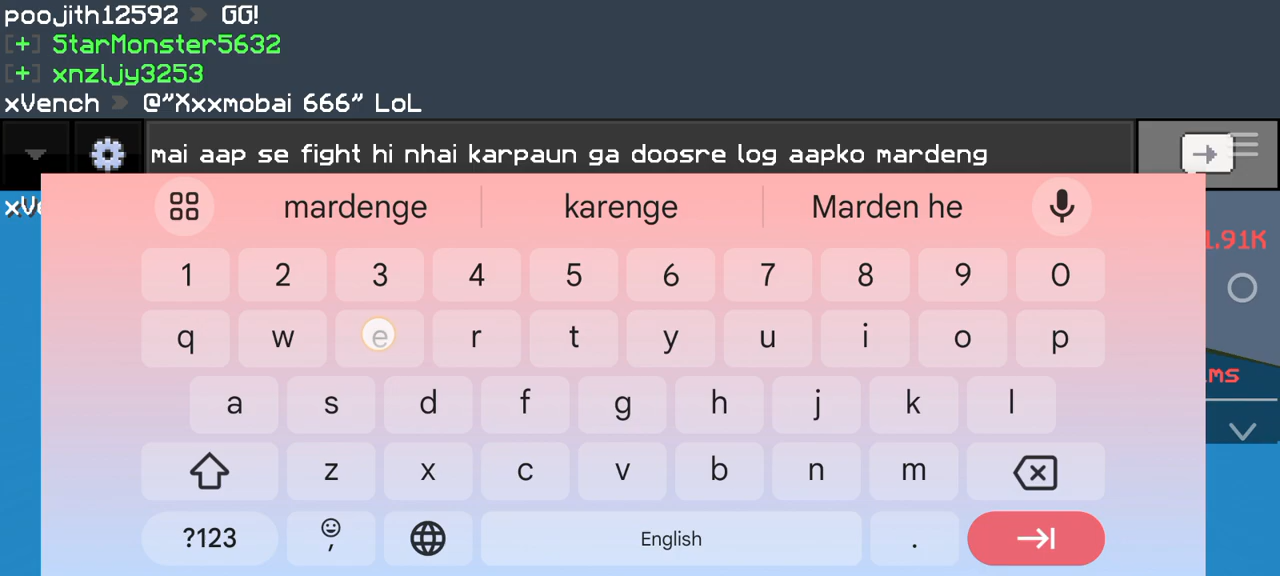 poojith12592 » GG!
[+] StarMonster5632
[+] xnzljy3253
xVench » @"Xxxmobai 666" LoL
mai aap se fight hi nhai karpaun ga doosre log aapko mardeng
mardenge karenge Marden he
1 2 3 4 5 6 7 8 9 0
1.91K
q w e r t y u i o p
ms
a s d f g h j k l
z x c v b n m
?123 , English .